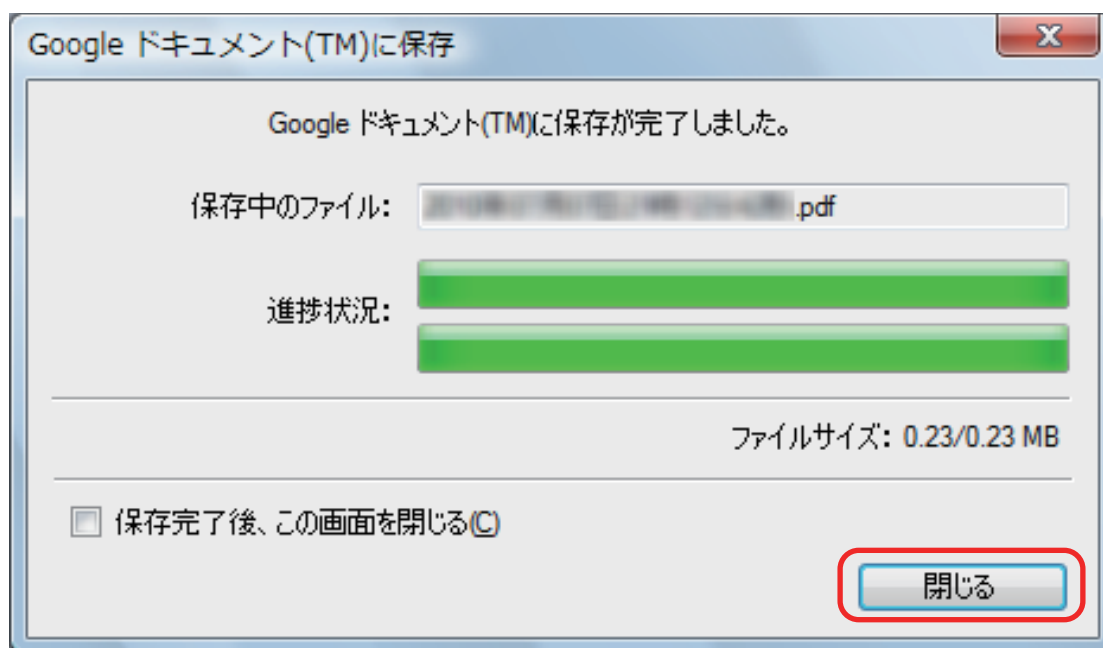 Google ドキュメント(TM)に保存
Google ドキュメント(TM)に保存が完了しました。
保存中のファイル: .pdf
進捗状況:
ファイルサイズ: 0.23/0.23 MB
保存完了後、この画面を閉じる(C)
閉じる